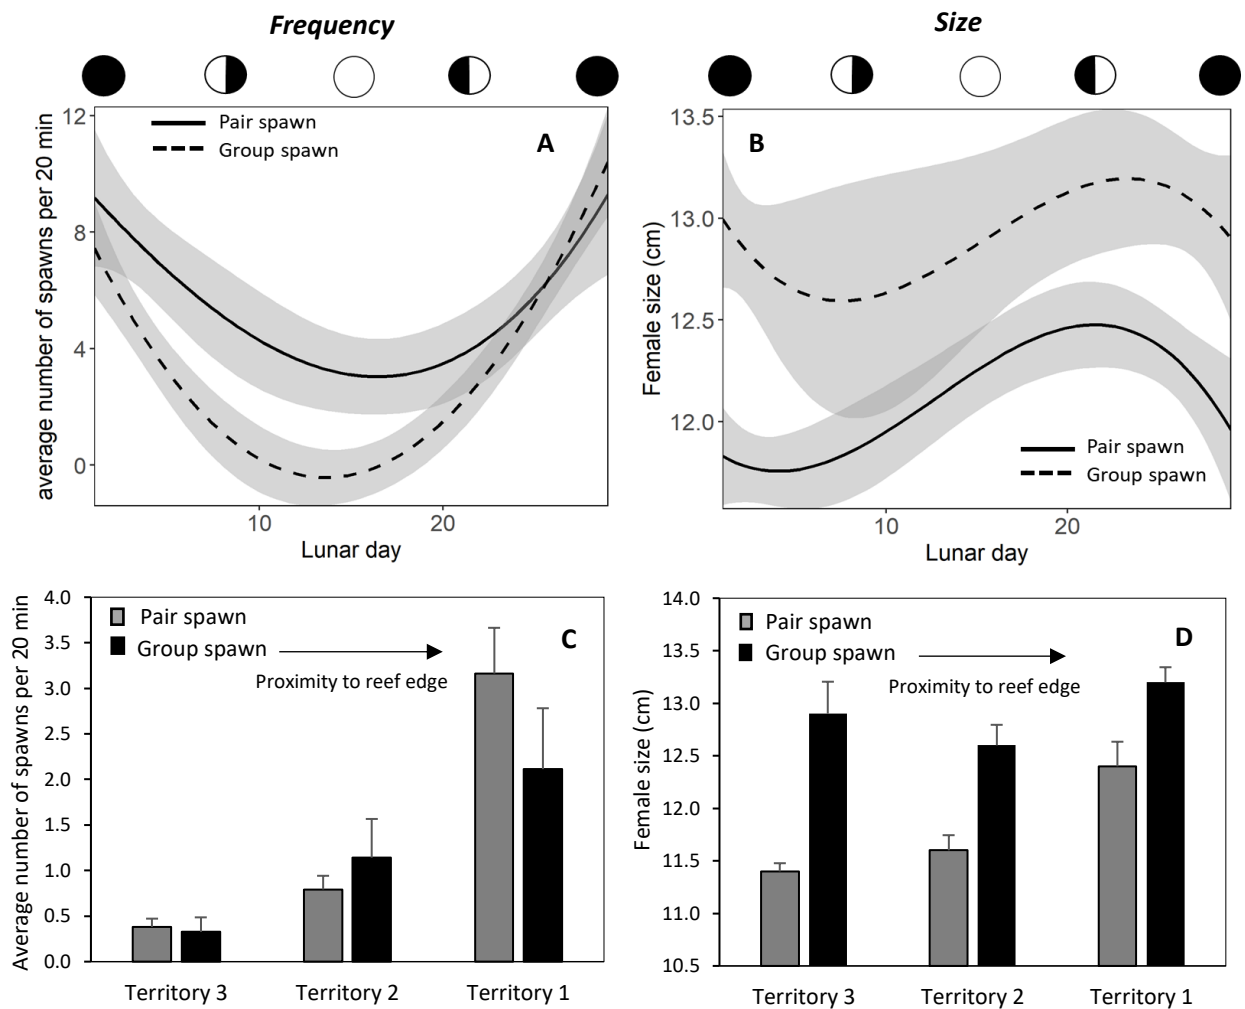 Frequency
Size
average number of spawns per 20 min
12
8
4
0
Pair spawn
Group spawn
A
10
20
Lunar day
Female size (cm)
13.5
13.0
12.5
12.0
B
Pair spawn
Group spawn
10
20
Lunar day
Average number of spawns per 20 min
4.0
3.5
3.0
2.5
2.0
1.5
1.0
0.5
0.0
Pair spawn
Group spawn
Proximity to reef edge
C
Territory 3
Territory 2
Territory 1
Female size (cm)
14.0
13.5
13.0
12.5
12.0
11.5
11.0
10.5
Pair spawn
Group spawn
Proximity to reef edge
D
Territory 3
Territory 2
Territory 1